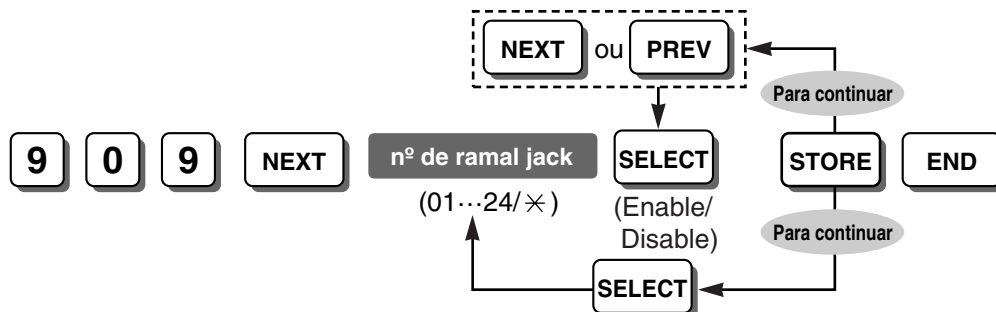 NEXT ou PREV
Para continuar
9 0 9 NEXT nº de ramal jack SELECT STORE END
(01···24/✳)
(Enable/
Disable)
Para continuar
SELECT